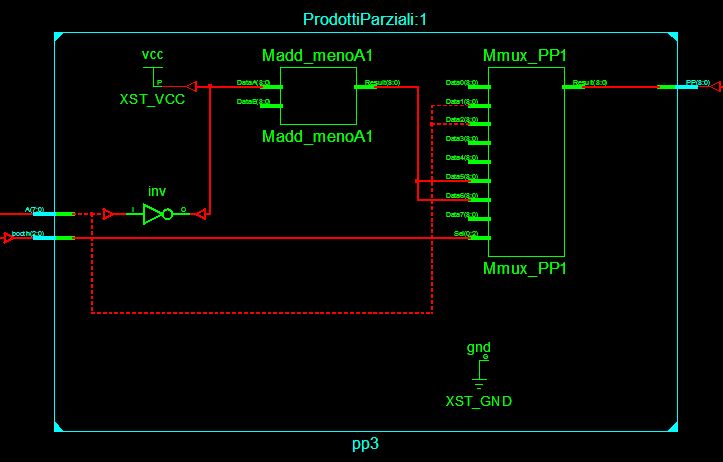 ProdottiParziali:1
vcc
P
XST_VCC
Madd_menoA1
DataA(8:0)
DataB(8:0)
Result(8:0)
Madd_menoA1
Mmux_PP1
Data0(8:0)
Data1(8:0)
Data2(8:0)
Data3(8:0)
Data4(8:0)
Data5(8:0)
Data6(8:0)
Data7(8:0)
Sel(0:2)
Result(8:0)
Mmux_PP1
PP(8:0)
inv
I
O
A(7:0)
booth(2:0)
gnd
G
XST_GND
pp3